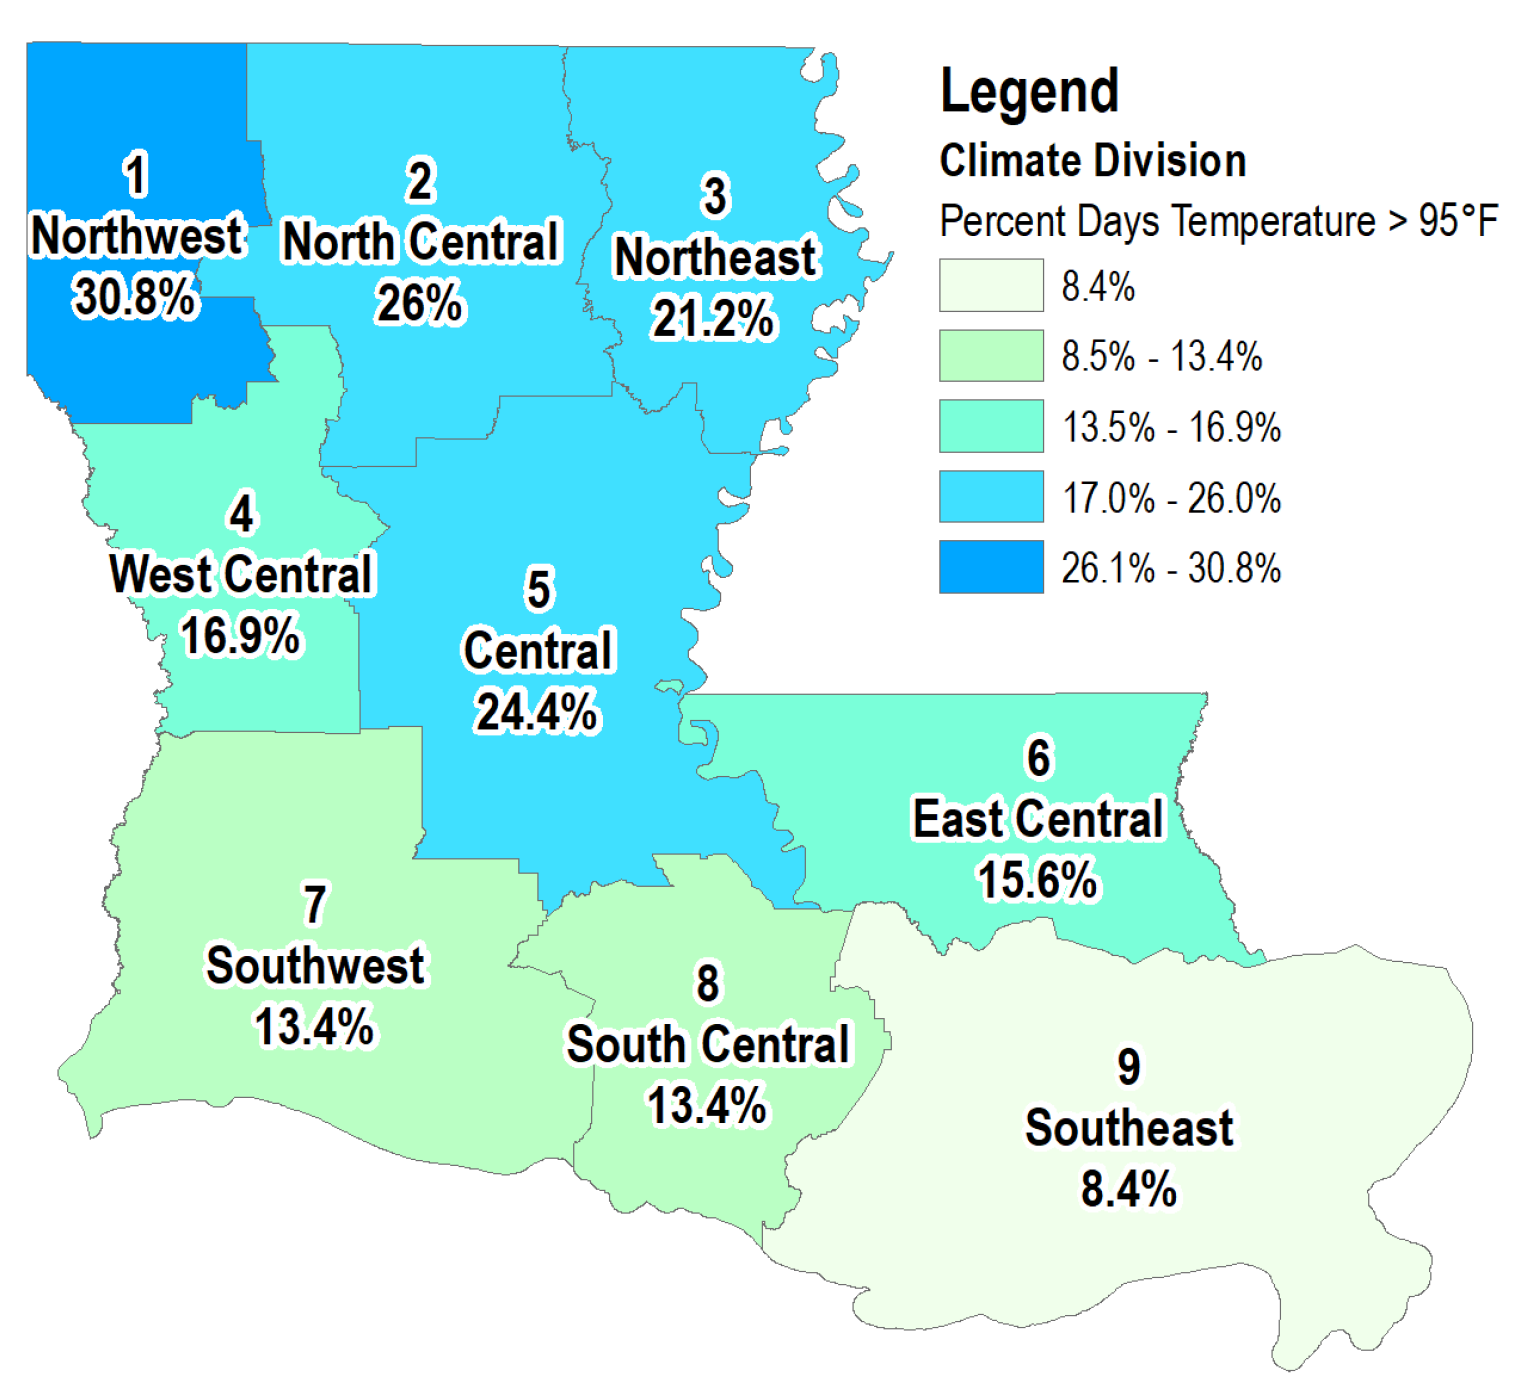 1
Northwest
30.8%
2
North Central
26%
3
Northeast
21.2%
Legend
Climate Division
Percent Days Temperature > 95°F
8.4%
8.5% - 13.4%
13.5% - 16.9%
17.0% - 26.0%
26.1% - 30.8%
4
West Central
16.9%
5
Central
24.4%
6
East Central
15.6%
7
Southwest
13.4%
8
South Central
13.4%
9
Southeast
8.4%